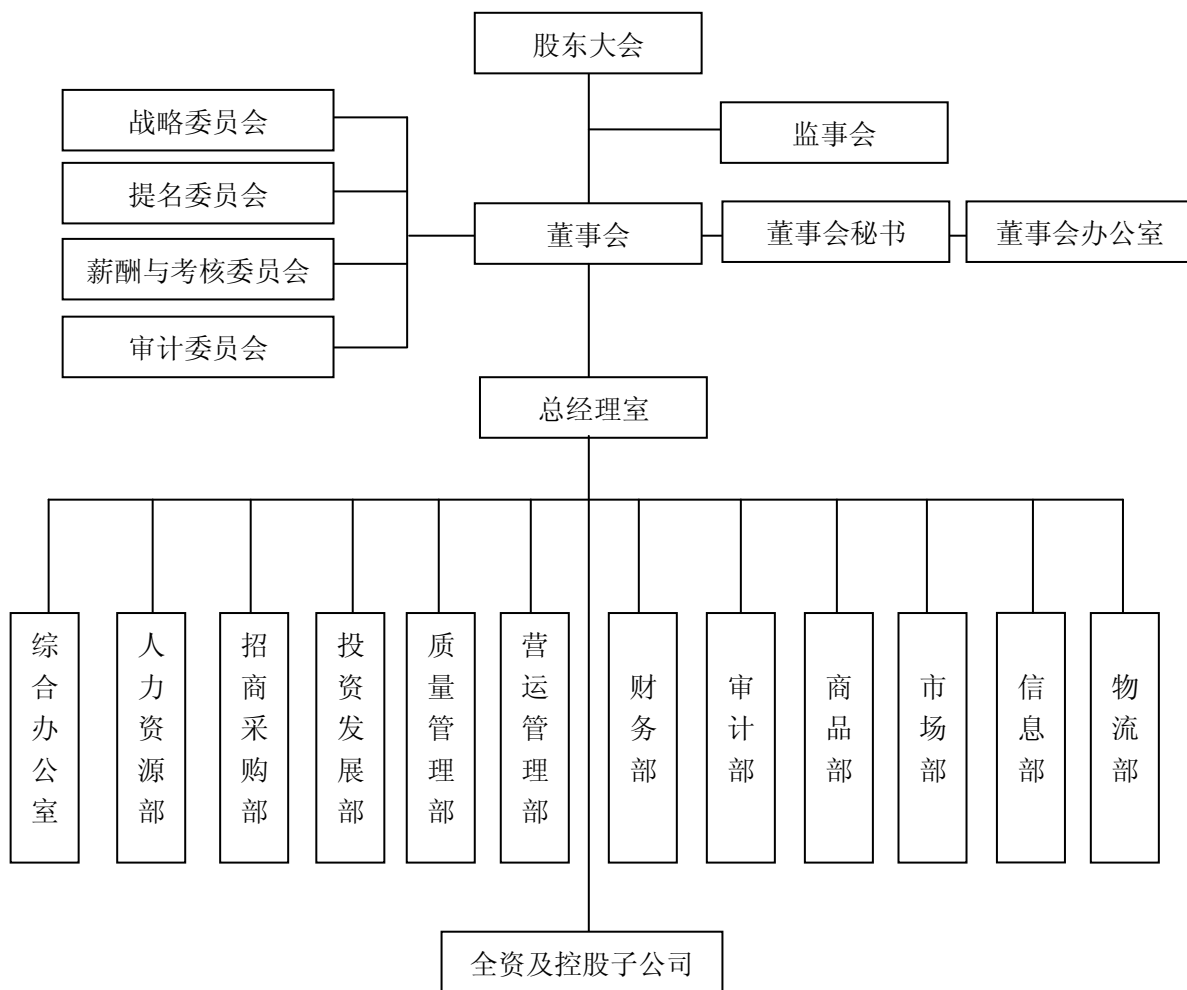 股东大会
战略委员会
监事会
提名委员会
董事会
董事会秘书
董事会办公室
薪酬与考核委员会
审计委员会
总经理室
综合办公室
人力资源部
招商采购部
投资发展部
质量管理部
营运管理部
财务部
审计部
商品部
市场部
信息部
物流部
全资及控股子公司